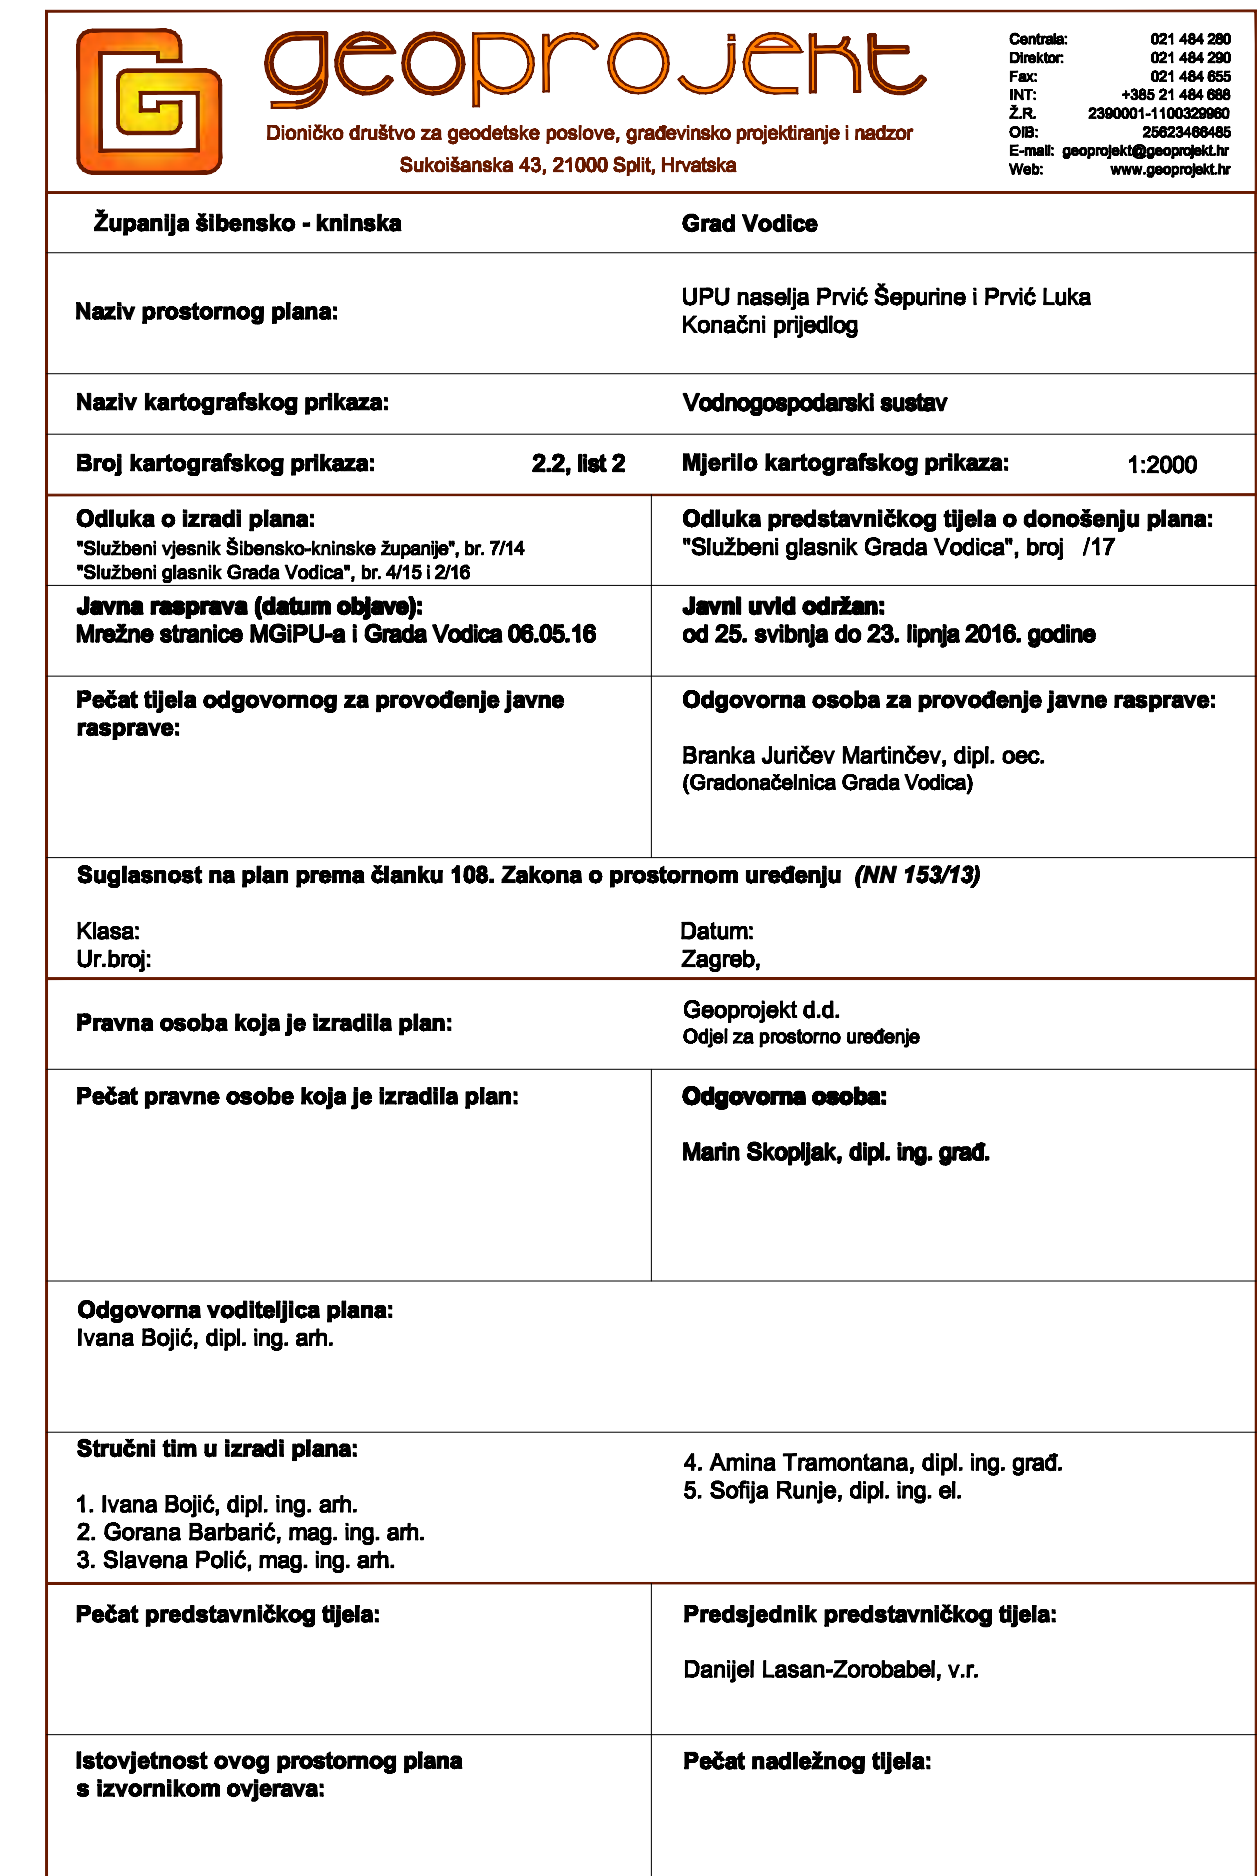 geoprojekt
Dioničko društvo za geodetske poslove, građevinsko projektiranje i nadzor
Sukoišanska 43, 21000 Split, Hrvatska
Centrala: 021 484 280
Direktor: 021 484 290
Fax: 021 484 655
INT: +385 21 484 688
Ž.R. 2390001-1100329960
OIB: 25623466485
E-mail: geoprojekt@geoprojekt.hr
Web: www.geoprojekt.hr
Županija šibensko - kninska Grad Vodice
Naziv prostornog plana:
UPU naselja Prvić Šepurine i Prvić Luka
Konačni prijedlog
Naziv kartografskog prikaza: Vodnogospodarski sustav
Broj kartografskog prikaza: 2.2, list 2 Mjerilo kartografskog prikaza: 1:2000
Odluka o izradi plana:
"Službeni vjesnik Šibensko-kninske županije", br. 7/14
"Službeni glasnik Grada Vodica", br. 4/15 i 2/16
Odluka predstavničkog tijela o donošenju plana:
"Službeni glasnik Grada Vodica", broj /17
Javna rasprava (datum objave):
Mrežne stranice MGiPU-a i Grada Vodica 06.05.16
Javni uvid održan:
od 25. svibnja do 23. lipnja 2016. godine
Pečat tijela odgovornog za provođenje javne
rasprave:
Odgovorna osoba za provođenje javne rasprave:
Branka Juričev Martinčev, dipl. oec.
(Gradonačelnica Grada Vodica)
Suglasnost na plan prema članku 108. Zakona o prostornom uređenju (NN 153/13)
Klasa:
Ur.broj:
Datum:
Zagreb,
Pravna osoba koja je izradila plan:
Geoprojekt d.d.
Odjel za prostorno uređenje
Pečat pravne osobe koja je izradila plan:
Odgovorna osoba:
Marin Skopljak, dipl. ing. građ.
Odgovorna voditeljica plana:
Ivana Bojić, dipl. ing. arh.
Stručni tim u izradi plana:
1. Ivana Bojić, dipl. ing. arh.
2. Gorana Barbarić, mag. ing. arh.
3. Slavena Polić, mag. ing. arh.
4. Amina Tramontana, dipl. ing. građ.
5. Sofija Runje, dipl. ing. el.
Pečat predstavničkog tijela:
Predsjednik predstavničkog tijela:
Danijel Lasan-Zorobabel, v.r.
Istovjetnost ovog prostornog plana
s izvornikom ovjerava:
Pečat nadležnog tijela: